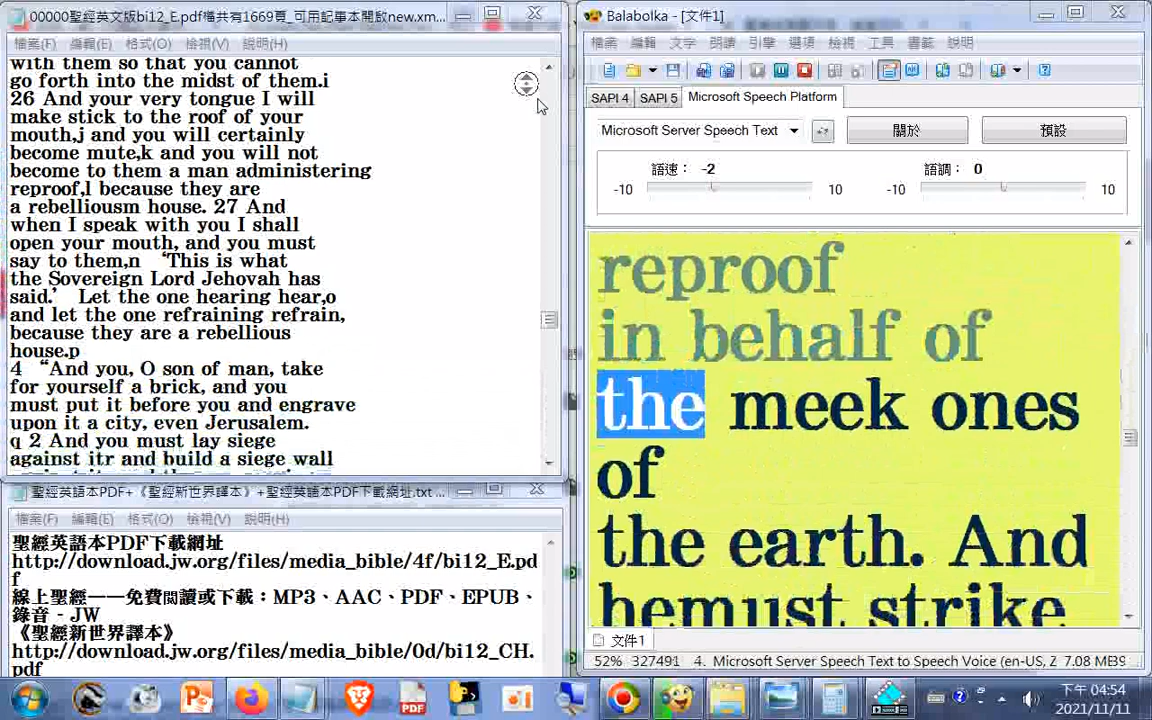 00000聖經英文版bi12_E.pdf檔共有1669頁_可用記事本開啟new.xm...
檔案(F) 編輯(E) 格式(O) 檢視(V) 說明(H)
with them so that you cannot
go forth into the midst of them.i
26 And your very tongue I will
make stick to the roof of your
mouth,j and you will certainly
become mute,k and you will not
become to them a man administering
reproof,l because they are
a rebelliousm house. 27 And
when I speak with you I shall
open your mouth, and you must
say to them,n ‘This is what
the Sovereign Lord Jehovah has
said.’ Let the one hearing hear,o
and let the one refraining refrain,
because they are a rebellious
house.p
4 “And you, O son of man, take
for yourself a brick, and you
must put it before you and engrave
upon it a city, even Jerusalem.
q 2 And you must lay siege
against itr and build a siege wall
聖經英語本PDF+《聖經新世界譯本》+聖經英語本PDF下載網址.txt ...
檔案(F) 編輯(E) 格式(O) 檢視(V) 說明(H)
聖經英語本PDF下載網址
http://download.jw.org/files/media_bible/4f/bi12_E.pd
f
線上聖經——免費閱讀或下載：MP3、AAC、PDF、EPUB、
錄音 - JW
《聖經新世界譯本》
http://download.jw.org/files/media_bible/0d/bi12_CH.
pdf
Balabolka - [文件1]
檔案 編輯 文字 朗讀 引擎 選項 檢視 工具 書籤 說明
SAPI 4 SAPI 5 Microsoft Speech Platform
Microsoft Server Speech Text 關於 預設
語速： -2 語調： 0
-10 10 -10 10
reproof
in behalf of
the meek ones
of
the earth. And
hemust strike
文件1
52% 327491 4. Microsoft Server Speech Text to Speech Voice (en-US, Z 7.08 MB
下午 04:54
2021/11/11